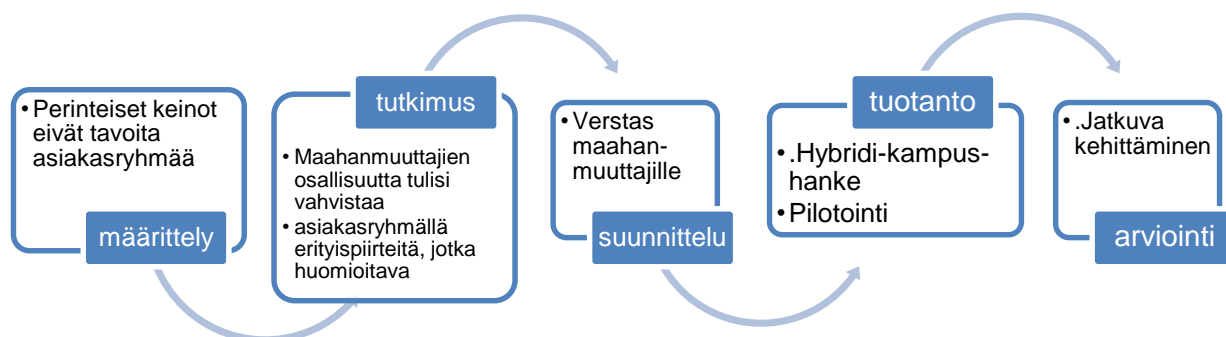 • Perinteiset keinot
eivät tavoita
asiakasryhmää
määrittely
tutkimus
• Maahanmuuttajien
osallisuutta tulisi
vahvistaa
• asiakasryhmällä
erityispiirteitä, jotka
huomioitava
• Verstas
maahan-
muuttajille
suunnittelu
tuotanto
• .Hybridi-kampus-
hanke
• Pilotointi
• .Jatkuva
kehittäminen
arviointi